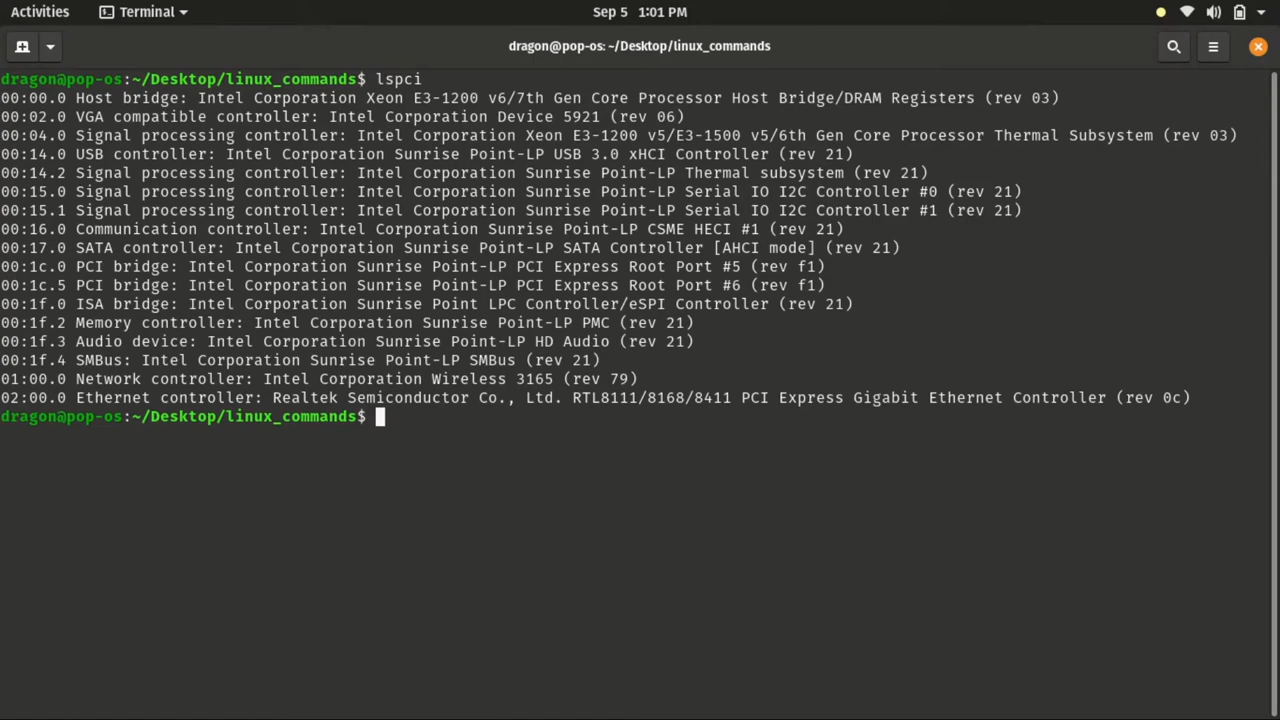 Activities Terminal Sep 5 1:01 PM
dragon@pop-os: ~/Desktop/linux_commands
dragon@pop-os:~/Desktop/linux_commands$ lspci
00:00.0 Host bridge: Intel Corporation Xeon E3-1200 v6/7th Gen Core Processor Host Bridge/DRAM Registers (rev 03)
00:02.0 VGA compatible controller: Intel Corporation Device 5921 (rev 06)
00:04.0 Signal processing controller: Intel Corporation Xeon E3-1200 v5/E3-1500 v5/6th Gen Core Processor Thermal Subsystem (rev 03)
00:14.0 USB controller: Intel Corporation Sunrise Point-LP USB 3.0 xHCI Controller (rev 21)
00:14.2 Signal processing controller: Intel Corporation Sunrise Point-LP Thermal subsystem (rev 21)
00:15.0 Signal processing controller: Intel Corporation Sunrise Point-LP Serial IO I2C Controller #0 (rev 21)
00:15.1 Signal processing controller: Intel Corporation Sunrise Point-LP Serial IO I2C Controller #1 (rev 21)
00:16.0 Communication controller: Intel Corporation Sunrise Point-LP CSME HECI #1 (rev 21)
00:17.0 SATA controller: Intel Corporation Sunrise Point-LP SATA Controller [AHCI mode] (rev 21)
00:1c.0 PCI bridge: Intel Corporation Sunrise Point-LP PCI Express Root Port #5 (rev f1)
00:1c.5 PCI bridge: Intel Corporation Sunrise Point-LP PCI Express Root Port #6 (rev f1)
00:1f.0 ISA bridge: Intel Corporation Sunrise Point LPC Controller/eSPI Controller (rev 21)
00:1f.2 Memory controller: Intel Corporation Sunrise Point-LP PMC (rev 21)
00:1f.3 Audio device: Intel Corporation Sunrise Point-LP HD Audio (rev 21)
00:1f.4 SMBus: Intel Corporation Sunrise Point-LP SMBus (rev 21)
01:00.0 Network controller: Intel Corporation Wireless 3165 (rev 79)
02:00.0 Ethernet controller: Realtek Semiconductor Co., Ltd. RTL8111/8168/8411 PCI Express Gigabit Ethernet Controller (rev 0c)
dragon@pop-os:~/Desktop/linux_commands$